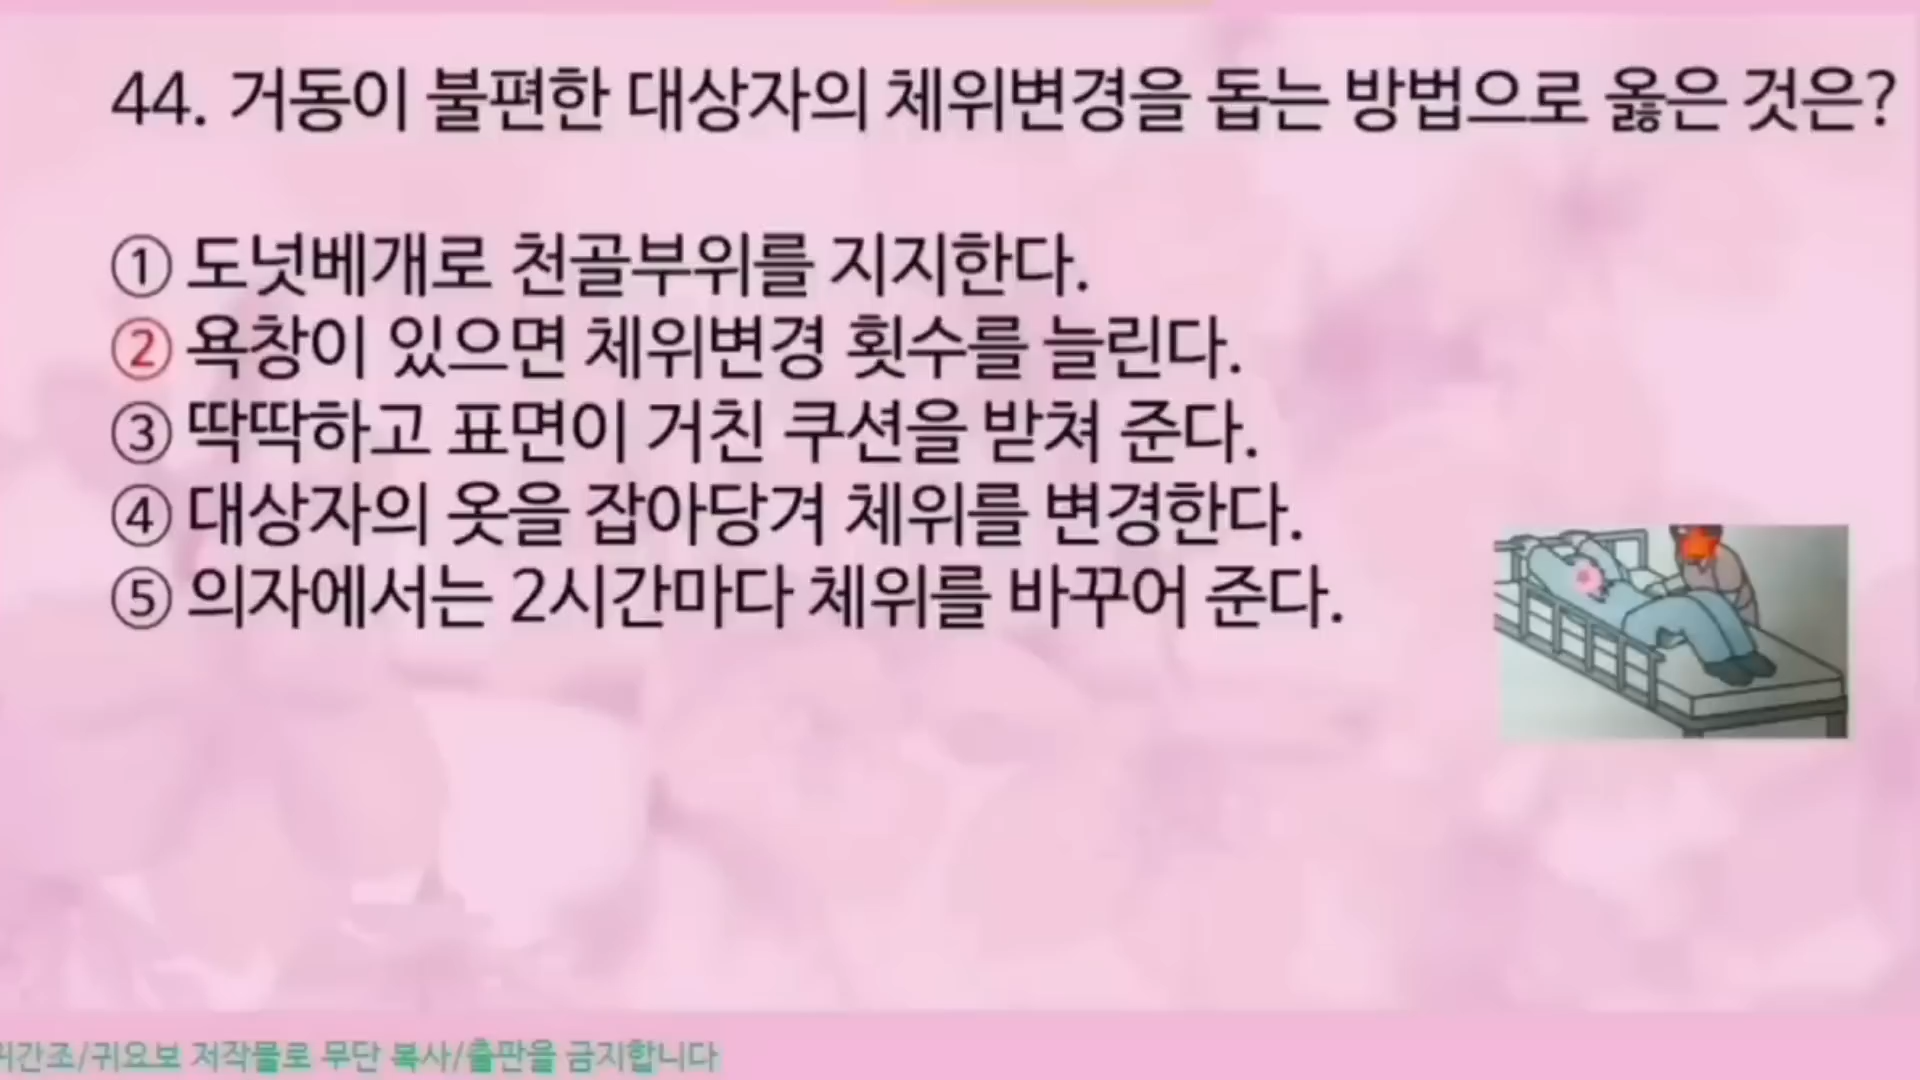 44. 거동이 불편한 대상자의 체위변경을 돕는 방법으로 옳은 것은?
① 도넛베개로 천골부위를 지지한다.
② 욕창이 있으면 체위변경 횟수를 늘린다.
③ 딱딱하고 표면이 거친 쿠션을 받쳐 준다.
④ 대상자의 옷을 잡아당겨 체위를 변경한다.
⑤ 의자에서는 2시간마다 체위를 바꾸어 준다.
귀간조/귀요보 저작물로 무단 복사/출판을 금지합니다